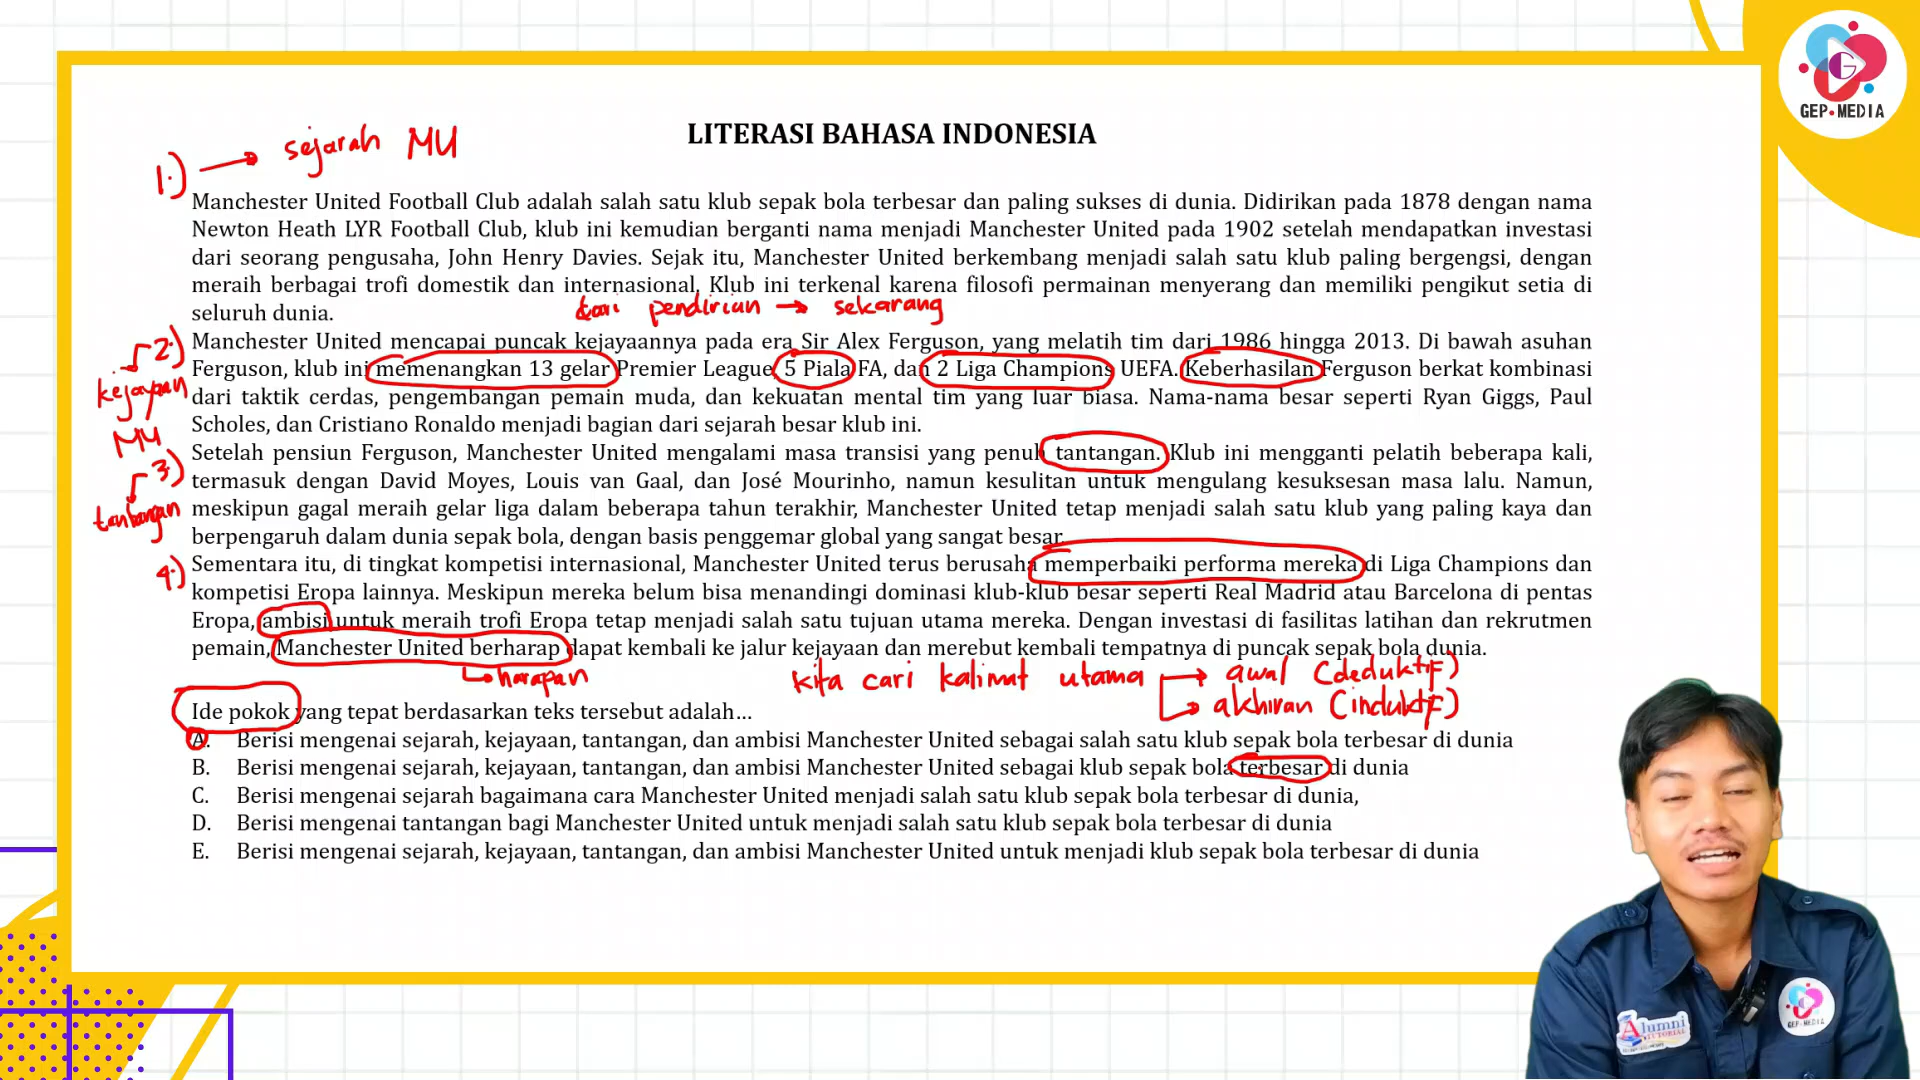 GEP•MEDIA
LITERASI BAHASA INDONESIA
1.) → sejarah MU
Manchester United Football Club adalah salah satu klub sepak bola terbesar dan paling sukses di dunia. Didirikan pada 1878 dengan nama
Newton Heath LYR Football Club, klub ini kemudian berganti nama menjadi Manchester United pada 1902 setelah mendapatkan investasi
dari seorang pengusaha, John Henry Davies. Sejak itu, Manchester United berkembang menjadi salah satu klub paling bergengsi, dengan
meraih berbagai trofi domestik dan internasional. Klub ini terkenal karena filosofi permainan menyerang dan memiliki pengikut setia di
seluruh dunia.
dari pendirian → sekarang
2.)
Manchester United mencapai puncak kejayaannya pada era Sir Alex Ferguson, yang melatih tim dari 1986 hingga 2013. Di bawah asuhan
Ferguson, klub ini memenangkan 13 gelar Premier League, 5 Piala FA, dan 2 Liga Champions UEFA. Keberhasilan Ferguson berkat kombinasi
kejayaan
dari taktik cerdas, pengembangan pemain muda, dan kekuatan mental tim yang luar biasa. Nama-nama besar seperti Ryan Giggs, Paul
Scholes, dan Cristiano Ronaldo menjadi bagian dari sejarah besar klub ini.
MU
Setelah pensiun Ferguson, Manchester United mengalami masa transisi yang penuh tantangan. Klub ini mengganti pelatih beberapa kali,
3)
termasuk dengan David Moyes, Louis van Gaal, dan José Mourinho, namun kesulitan untuk mengulang kesuksesan masa lalu. Namun,
tantangan
meskipun gagal meraih gelar liga dalam beberapa tahun terakhir, Manchester United tetap menjadi salah satu klub yang paling kaya dan
berpengaruh dalam dunia sepak bola, dengan basis penggemar global yang sangat besar.
4.)
Sementara itu, di tingkat kompetisi internasional, Manchester United terus berusaha memperbaiki performa mereka di Liga Champions dan
kompetisi Eropa lainnya. Meskipun mereka belum bisa menandingi dominasi klub-klub besar seperti Real Madrid atau Barcelona di pentas
Eropa, ambisi untuk meraih trofi Eropa tetap menjadi salah satu tujuan utama mereka. Dengan investasi di fasilitas latihan dan rekrutmen
pemain, Manchester United berharap dapat kembali ke jalur kejayaan dan merebut kembali tempatnya di puncak sepak bola dunia.
harapan
kita cari kalimat utama → awal (deduktif)
→ akhiran (induktif)
Ide pokok yang tepat berdasarkan teks tersebut adalah…
A. Berisi mengenai sejarah, kejayaan, tantangan, dan ambisi Manchester United sebagai salah satu klub sepak bola terbesar di dunia
B. Berisi mengenai sejarah, kejayaan, tantangan, dan ambisi Manchester United sebagai klub sepak bola terbesar di dunia
C. Berisi mengenai sejarah bagaimana cara Manchester United menjadi salah satu klub sepak bola terbesar di dunia,
D. Berisi mengenai tantangan bagi Manchester United untuk menjadi salah satu klub sepak bola terbesar di dunia
E. Berisi mengenai sejarah, kejayaan, tantangan, dan ambisi Manchester United untuk menjadi klub sepak bola terbesar di dunia
Alumni
TUTORIAL
GEP•MEDIA